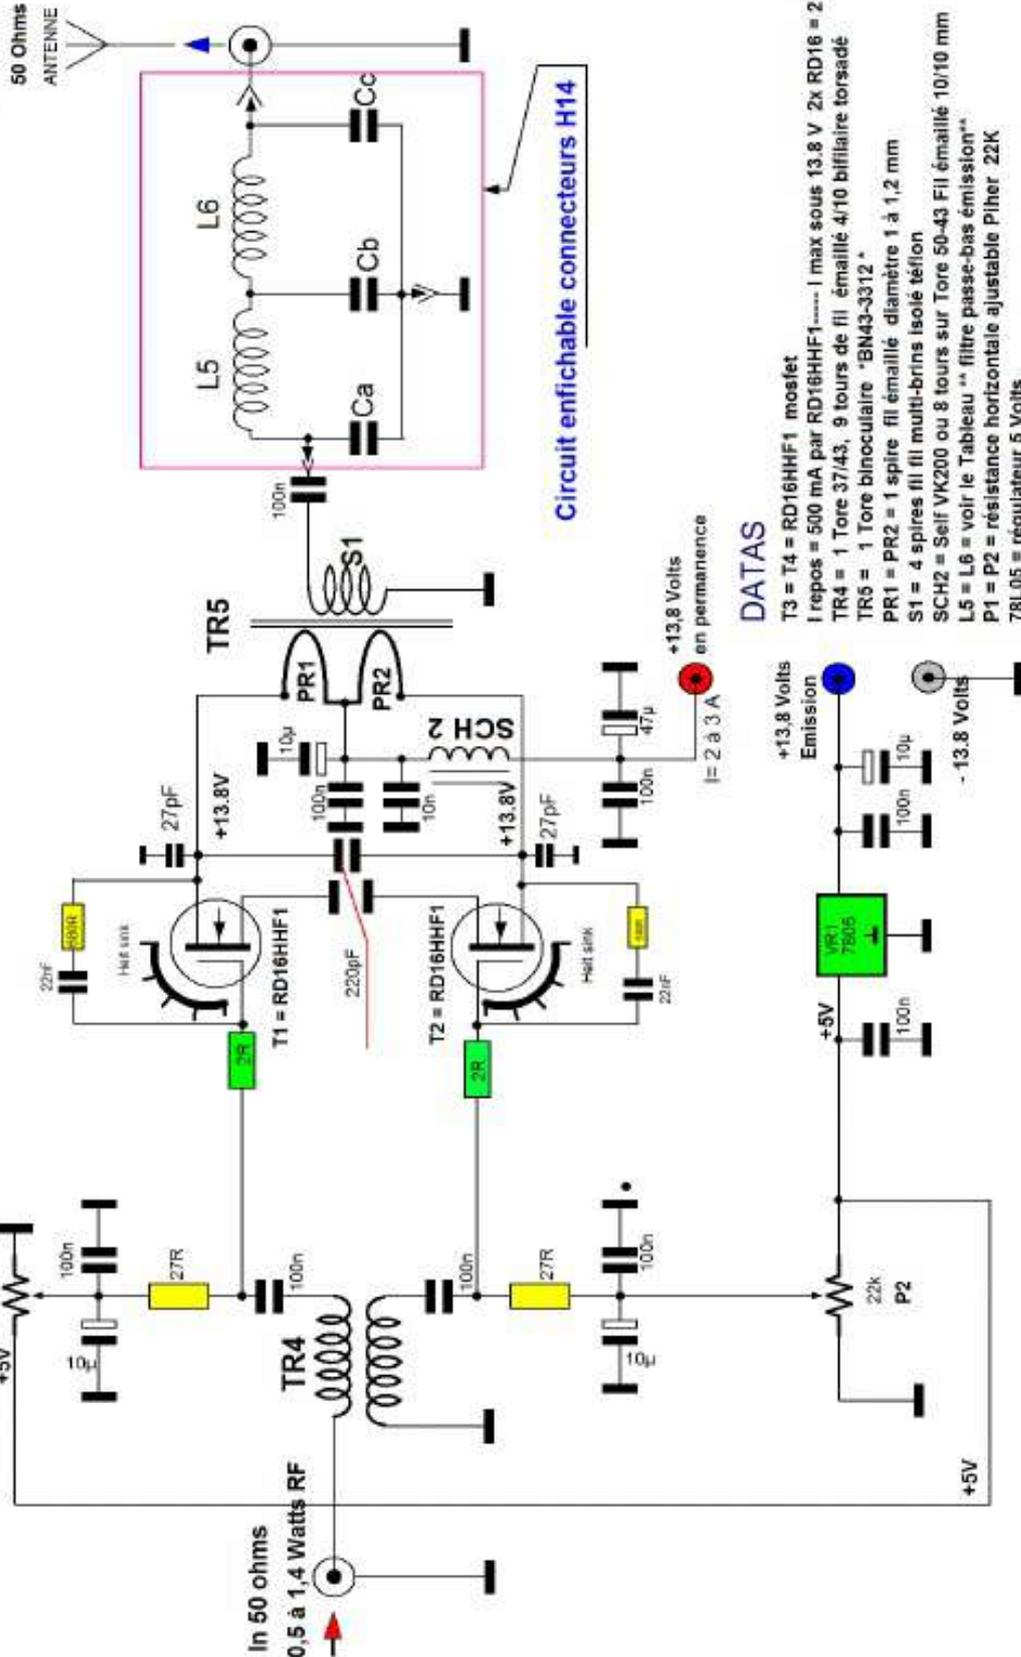 50 Ohms
ANTENNE
L5
L6
Ca
Cb
Cc
Circuit enfichable connecteurs H14
100n
TR5
S1
PR1
PR2
SCH 2
10µ
100n
10n
47µ
100n
+13,8 Volts
en permanence
I= 2 à 3 A
27pF
+13.8V
+13.8V
27pF
22nF
Heit sink
T1 = RD16HHF1
220pF
T2 = RD16HHF1
Heit sink
22nF
2R
2R
+5V
100n
10µ
27R
100n
TR4
100n
27R
100n
10µ
22k
P2
+5V
In 50 ohms
0,5 à 1,4 Watts RF
+5V
100n
VR1
7805
100n
10µ
+13,8 Volts
Emission
- 13.8 Volts
DATAS
T3 = T4 = RD16HHF1 mosfet
I repos = 500 mA par RD16HHF1----- I max sous 13.8 V 2x RD16 = 2
TR4 = 1 Tore 37/43, 9 tours de fil émaillé 4/10 bifilaire torsadé
TR5 = 1 Tore binoculaire "BN43-3312"
PR1 = PR2 = 1 spire fil émaillé diamètre 1 à 1,2 mm
S1 = 4 spires fil fil multi-brins isolé téflon
SCH2 = Self VK200 ou 8 tours sur Tore 50-43 Fil émaillé 10/10 mm
L5 = L6 = voir le Tableau ** filtre passe-bas émission**
P1 = P2 = résistance horizontale ajustable Piher 22K
78L05 = régulateur 5 Volts